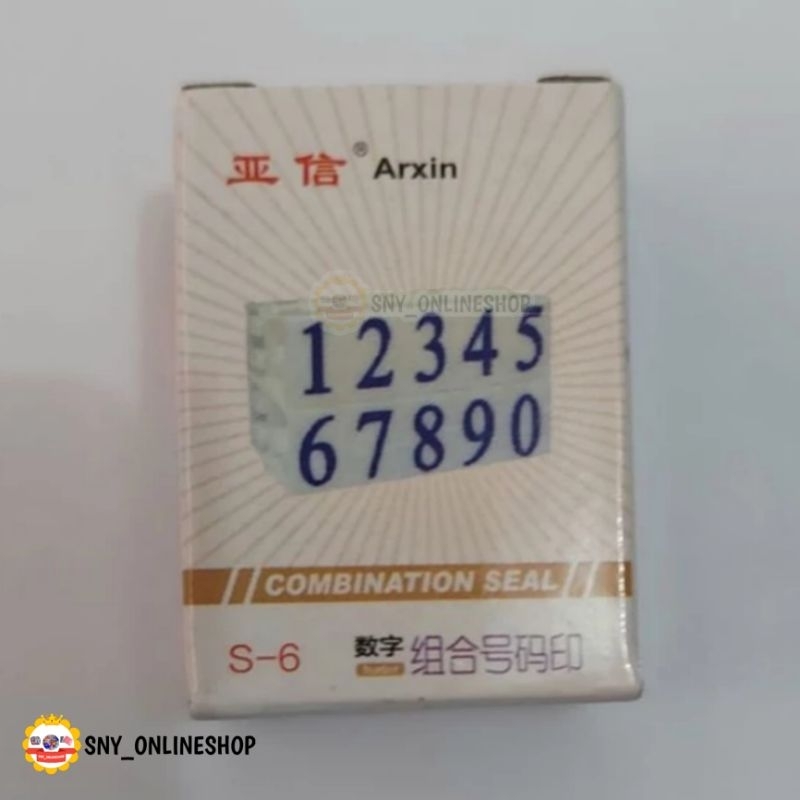 亚信® Arxin
SNY_ONLINESHOP
12345
67890
COMBINATION SEAL
S-6 数字 组合号码印
SNY_ONLINESHOP